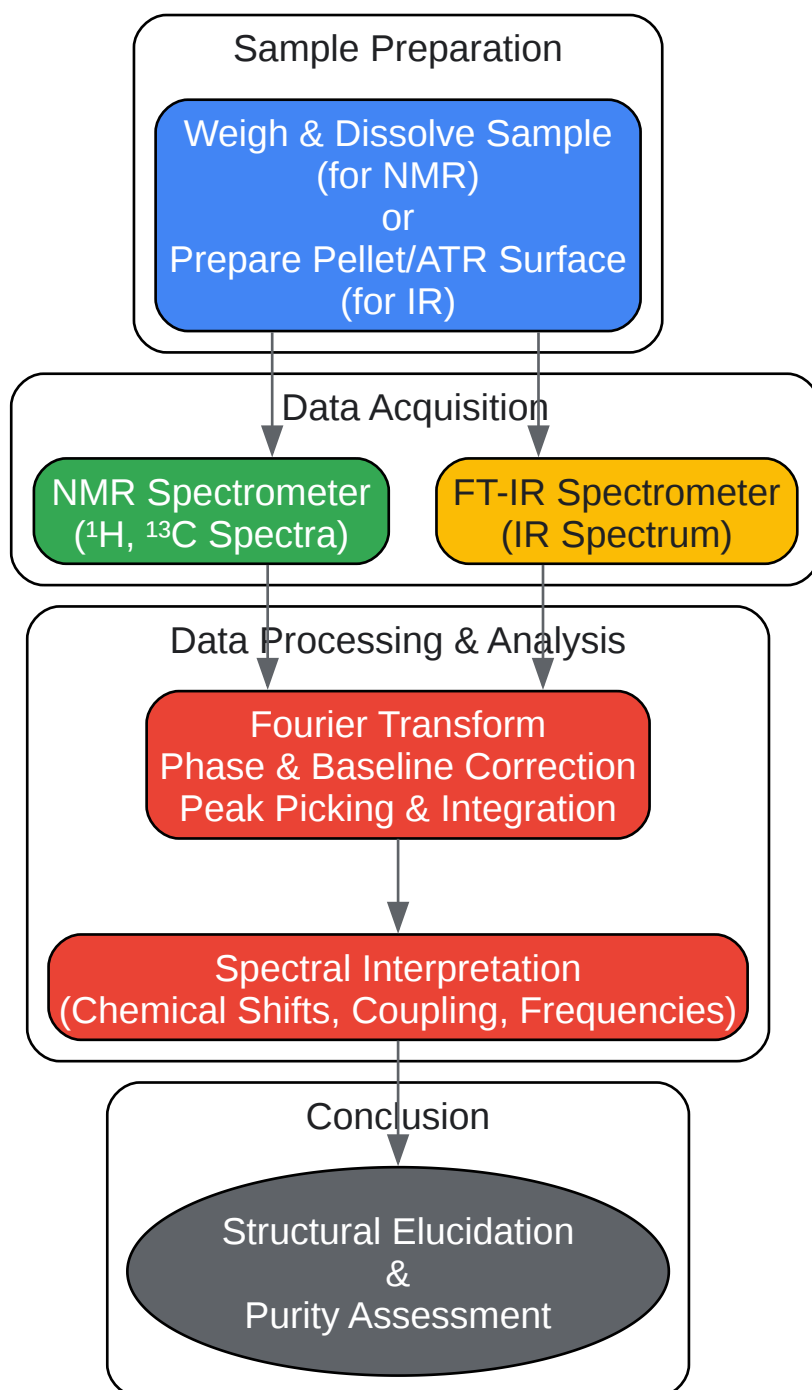 Sample Preparation
Weigh & Dissolve Sample
(for NMR)
or
Prepare Pellet/ATR Surface
(for IR)
Data Acquisition
NMR Spectrometer
(¹H, ¹³C Spectra)
FT-IR Spectrometer
(IR Spectrum)
Data Processing & Analysis
Fourier Transform
Phase & Baseline Correction
Peak Picking & Integration
Spectral Interpretation
(Chemical Shifts, Coupling, Frequencies)
Conclusion
Structural Elucidation
&
Purity Assessment